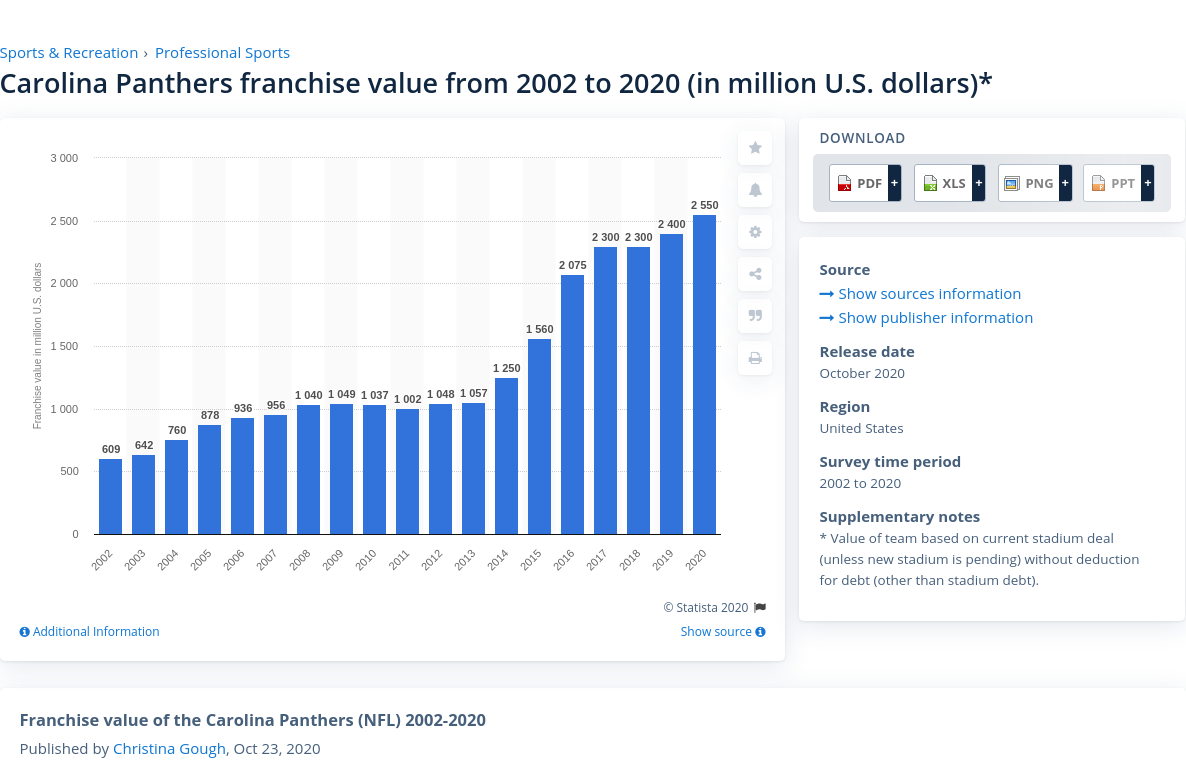 Sports & Recreation › Professional Sports
Carolina Panthers franchise value from 2002 to 2020 (in million U.S. dollars)*
Franchise value in million U.S. dollars
3 000
2 500
2 000
1 500
1 000
500
0
609
642
760
878
936
956
1 040
1 049
1 037
1 002
1 048
1 057
1 250
1 560
2 075
2 300
2 300
2 400
2 550
2002
2003
2004
2005
2006
2007
2008
2009
2010
2011
2012
2013
2014
2015
2016
2017
2018
2019
2020
© Statista 2020
Additional Information
Show source
DOWNLOAD
PDF + XLS + PNG + PPT +
Source
Show sources information
Show publisher information
Release date
October 2020
Region
United States
Survey time period
2002 to 2020
Supplementary notes
* Value of team based on current stadium deal
(unless new stadium is pending) without deduction
for debt (other than stadium debt).
Franchise value of the Carolina Panthers (NFL) 2002-2020
Published by Christina Gough, Oct 23, 2020